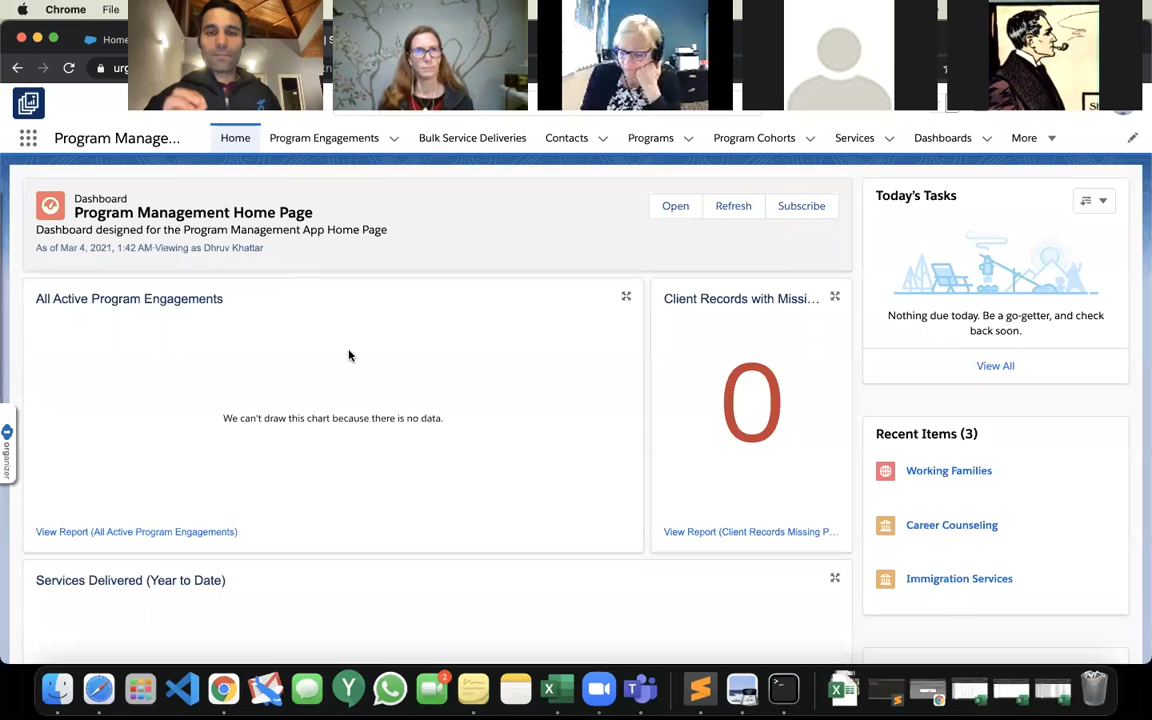 Chrome File
Home
urg
Program Manage...
Home
Program Engagements
Bulk Service Deliveries
Contacts
Programs
Program Cohorts
Services
Dashboards
More
Dashboard
Program Management Home Page
Dashboard designed for the Program Management App Home Page
As of Mar 4, 2021, 1:42 AM·Viewing as Dhruv Khattar
Open
Refresh
Subscribe
All Active Program Engagements
We can't draw this chart because there is no data.
View Report (All Active Program Engagements)
Client Records with Missi...
0
View Report (Client Records Missing P...
Services Delivered (Year to Date)
Today's Tasks
Nothing due today. Be a go-getter, and check
back soon.
View All
Recent Items (3)
Working Families
Career Counseling
Immigration Services
organizer
2